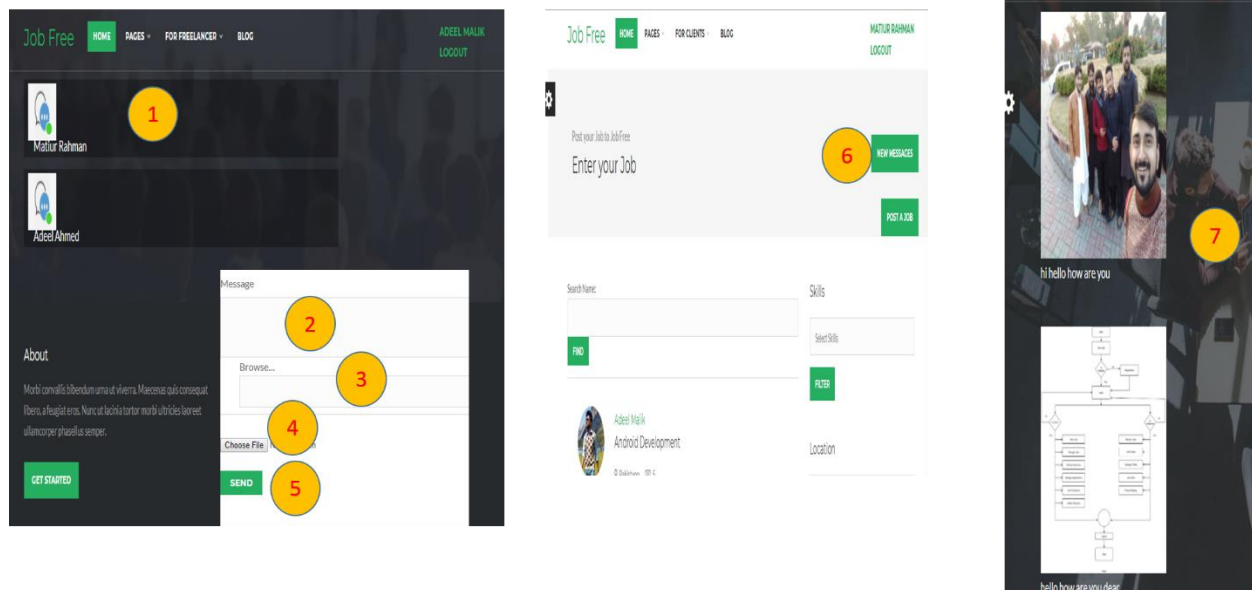 Job Free HOME PAGES FOR FREELANCER BLOG
ADEEL MALIK
LOGOUT
1
Matiur Rahman
Adeel Ahmed
Message
2
Browse...
3
4
Choose File
SEND
5
About
Morbi convallis bibendum urna ut viverra. Maecenas quis consequat
libero, a feugiat eros. Nunc ut lacinia tortor morbi ultricies laoreet
ullamcorper phasellus semper.
GET STARTED
Job Free HOME PAGES FOR CLIENTS BLOG
MATIUR RAHMAN
LOGOUT
Post your Job to JobFree
Enter your Job
6
NEW MESSAGES
POST A JOB
Search Name:
FIND
Skills
Select Skills
FILTER
Adeel Malik
Android Development
Location
7
hi hello how are you
hello how are you dear